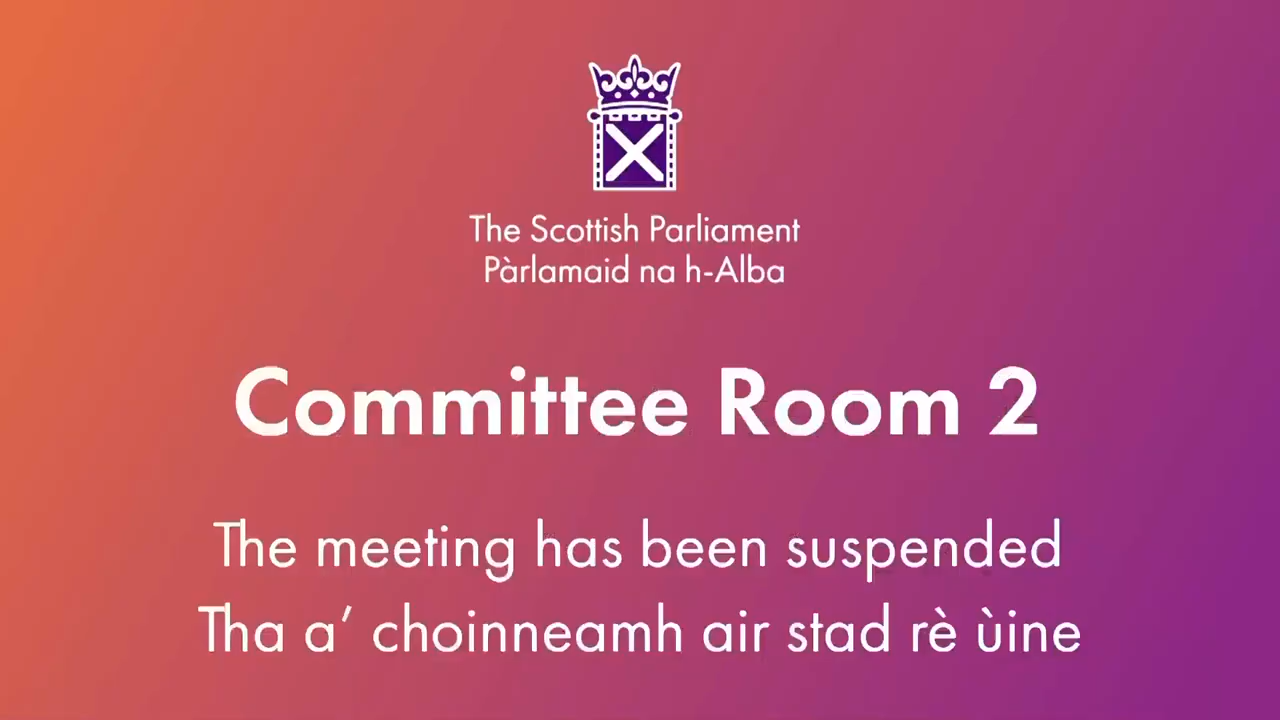 The Scottish Parliament
Pàrlamaid na h-Alba
Committee Room 2
The meeting has been suspended
Tha a’ choinneamh air stad rè ùine